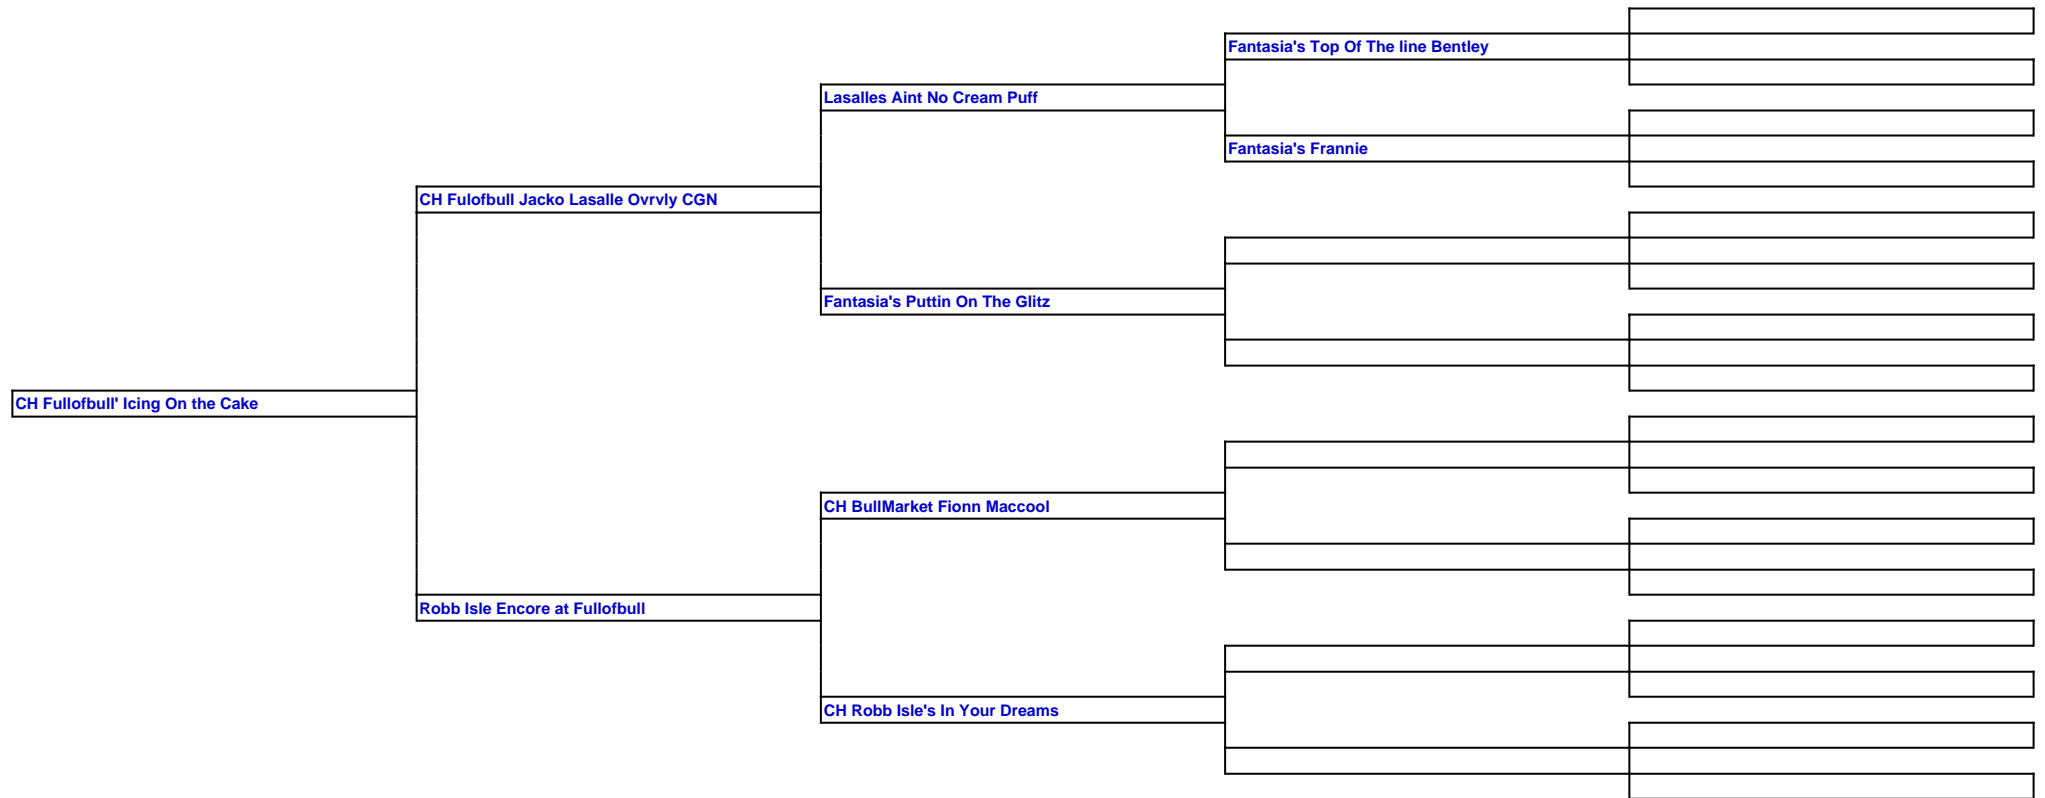 Fantasia's Top Of The line Bentley
Lasalles Aint No Cream Puff
Fantasia's Frannie
CH Fulofbull Jacko Lasalle Ovrvly CGN
Fantasia's Puttin On The Glitz
CH Fullofbull' Icing On the Cake
CH BullMarket Fionn Maccool
Robb Isle Encore at Fullofbull
CH Robb Isle's In Your Dreams